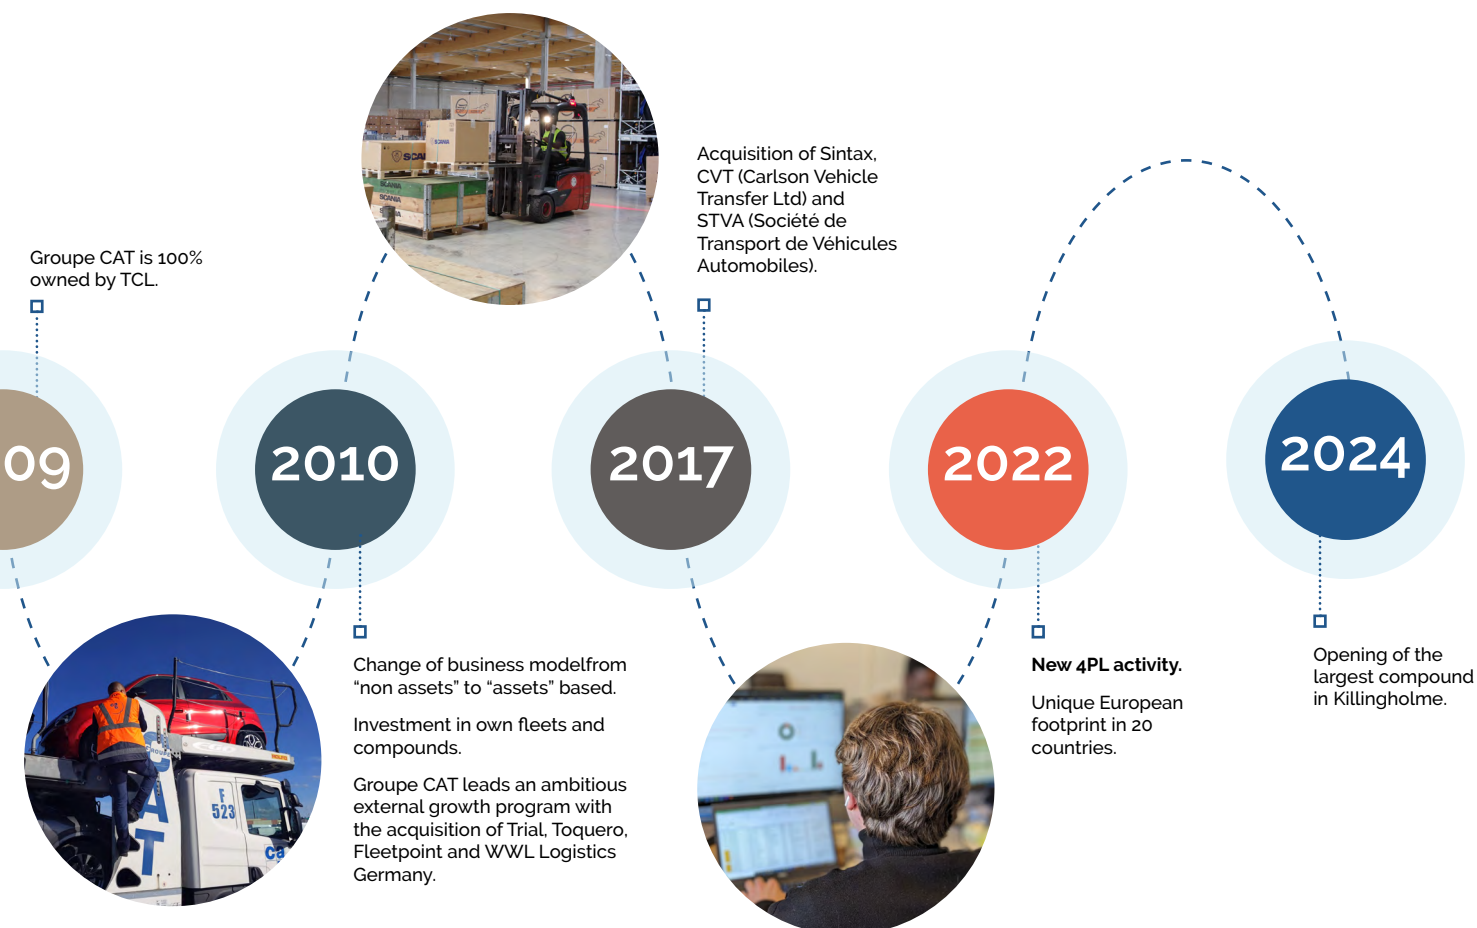 Groupe CAT is 100%
owned by TCL.
09
2010
Change of business modelfrom
“non assets” to “assets” based.
Investment in own fleets and
compounds.
Groupe CAT leads an ambitious
external growth program with
the acquisition of Trial, Toquero,
Fleetpoint and WWL Logistics
Germany.
Acquisition of Sintax,
CVT (Carlson Vehicle
Transfer Ltd) and
STVA (Société de
Transport de Véhicules
Automobiles).
2017
2022
New 4PL activity.
Unique European
footprint in 20
countries.
2024
Opening of the
largest compound
in Killingholme.
SCANIA
SCANIA
SCANIA
F
523